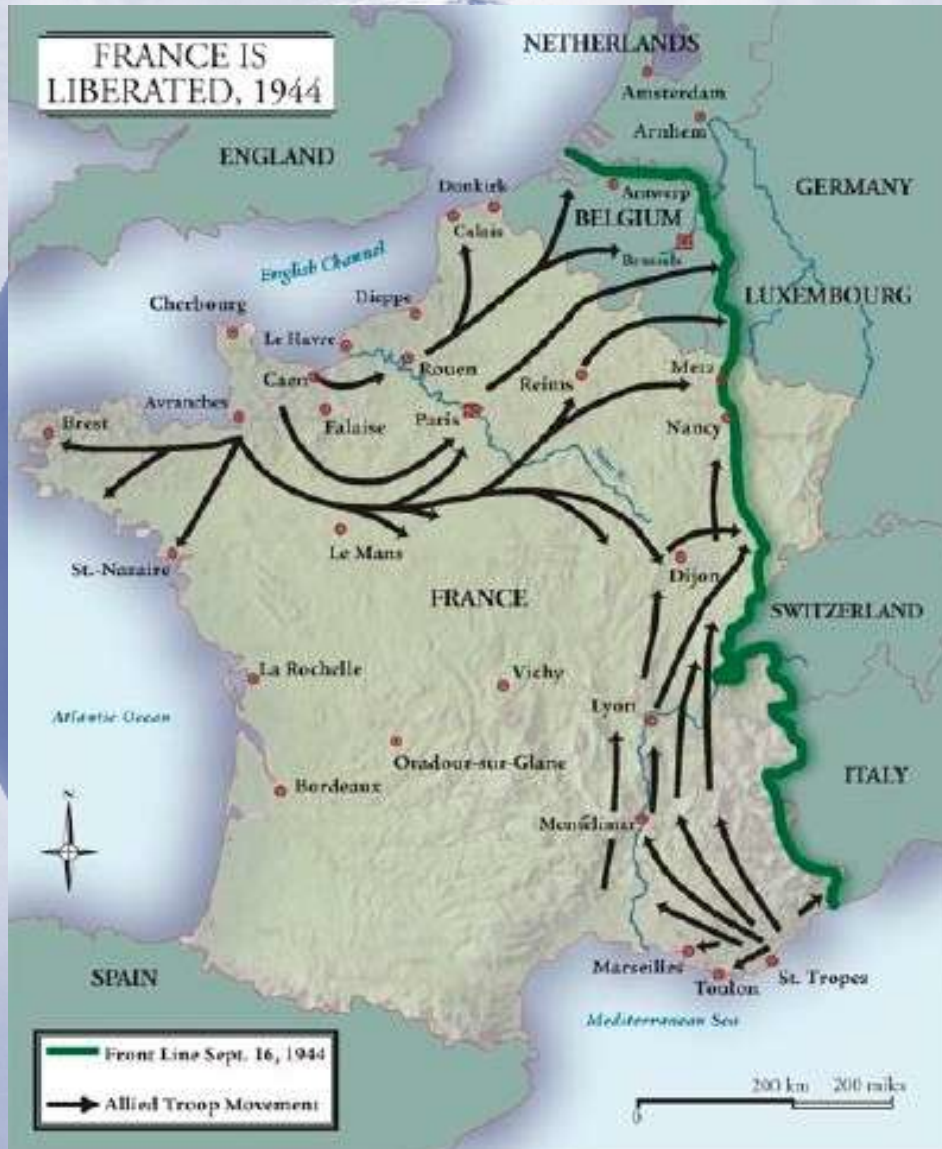 FRANCE IS
LIBERATED, 1944
NETHERLANDS
Amsterdam
Arnhem
ENGLAND
GERMANY
Dunkirk
Antwerp
Calais
BELGIUM
Brussels
English Channel
Dieppe
LUXEMBOURG
Cherbourg
Le Havre
Rouen
Caen
Reims
Metz
Avranches
Brest
Falaise
Paris
Nancy
Le Mans
St.-Nazaire
Dijon
FRANCE
SWITZERLAND
La Rochelle
Vichy
Lyon
Atlantic Ocean
Oradour-sur-Glane
ITALY
Bordeaux
N
SPAIN
Marseilles
Toulon
St. Tropes
Mediterranean Sea
Front Line Sept. 16, 1944
Allied Troop Movement
200 km 200 miles
0